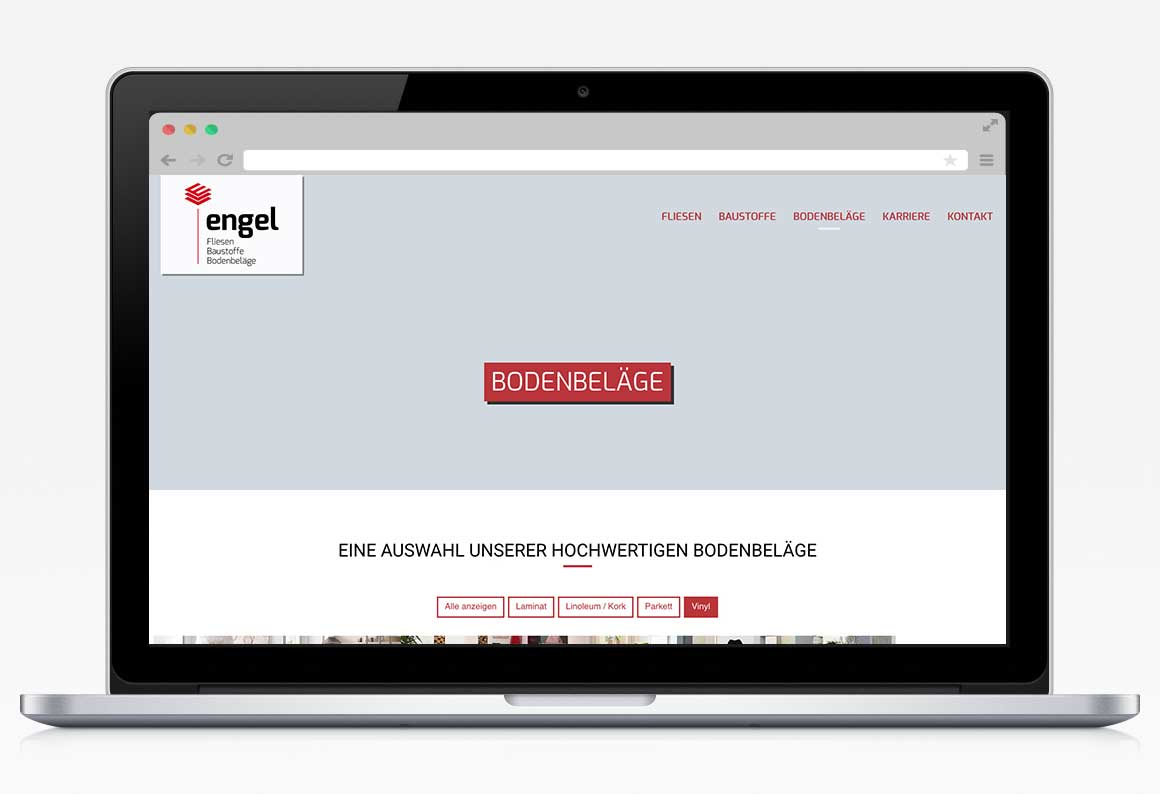 engel
Fliesen
Baustoffe
Bodenbeläge
FLIESEN BAUSTOFFE BODENBELÄGE KARRIERE KONTAKT
BODENBELÄGE
EINE AUSWAHL UNSERER HOCHWERTIGEN BODENBELÄGE
Alle anzeigen Laminat Linoleum / Kork Parkett Vinyl